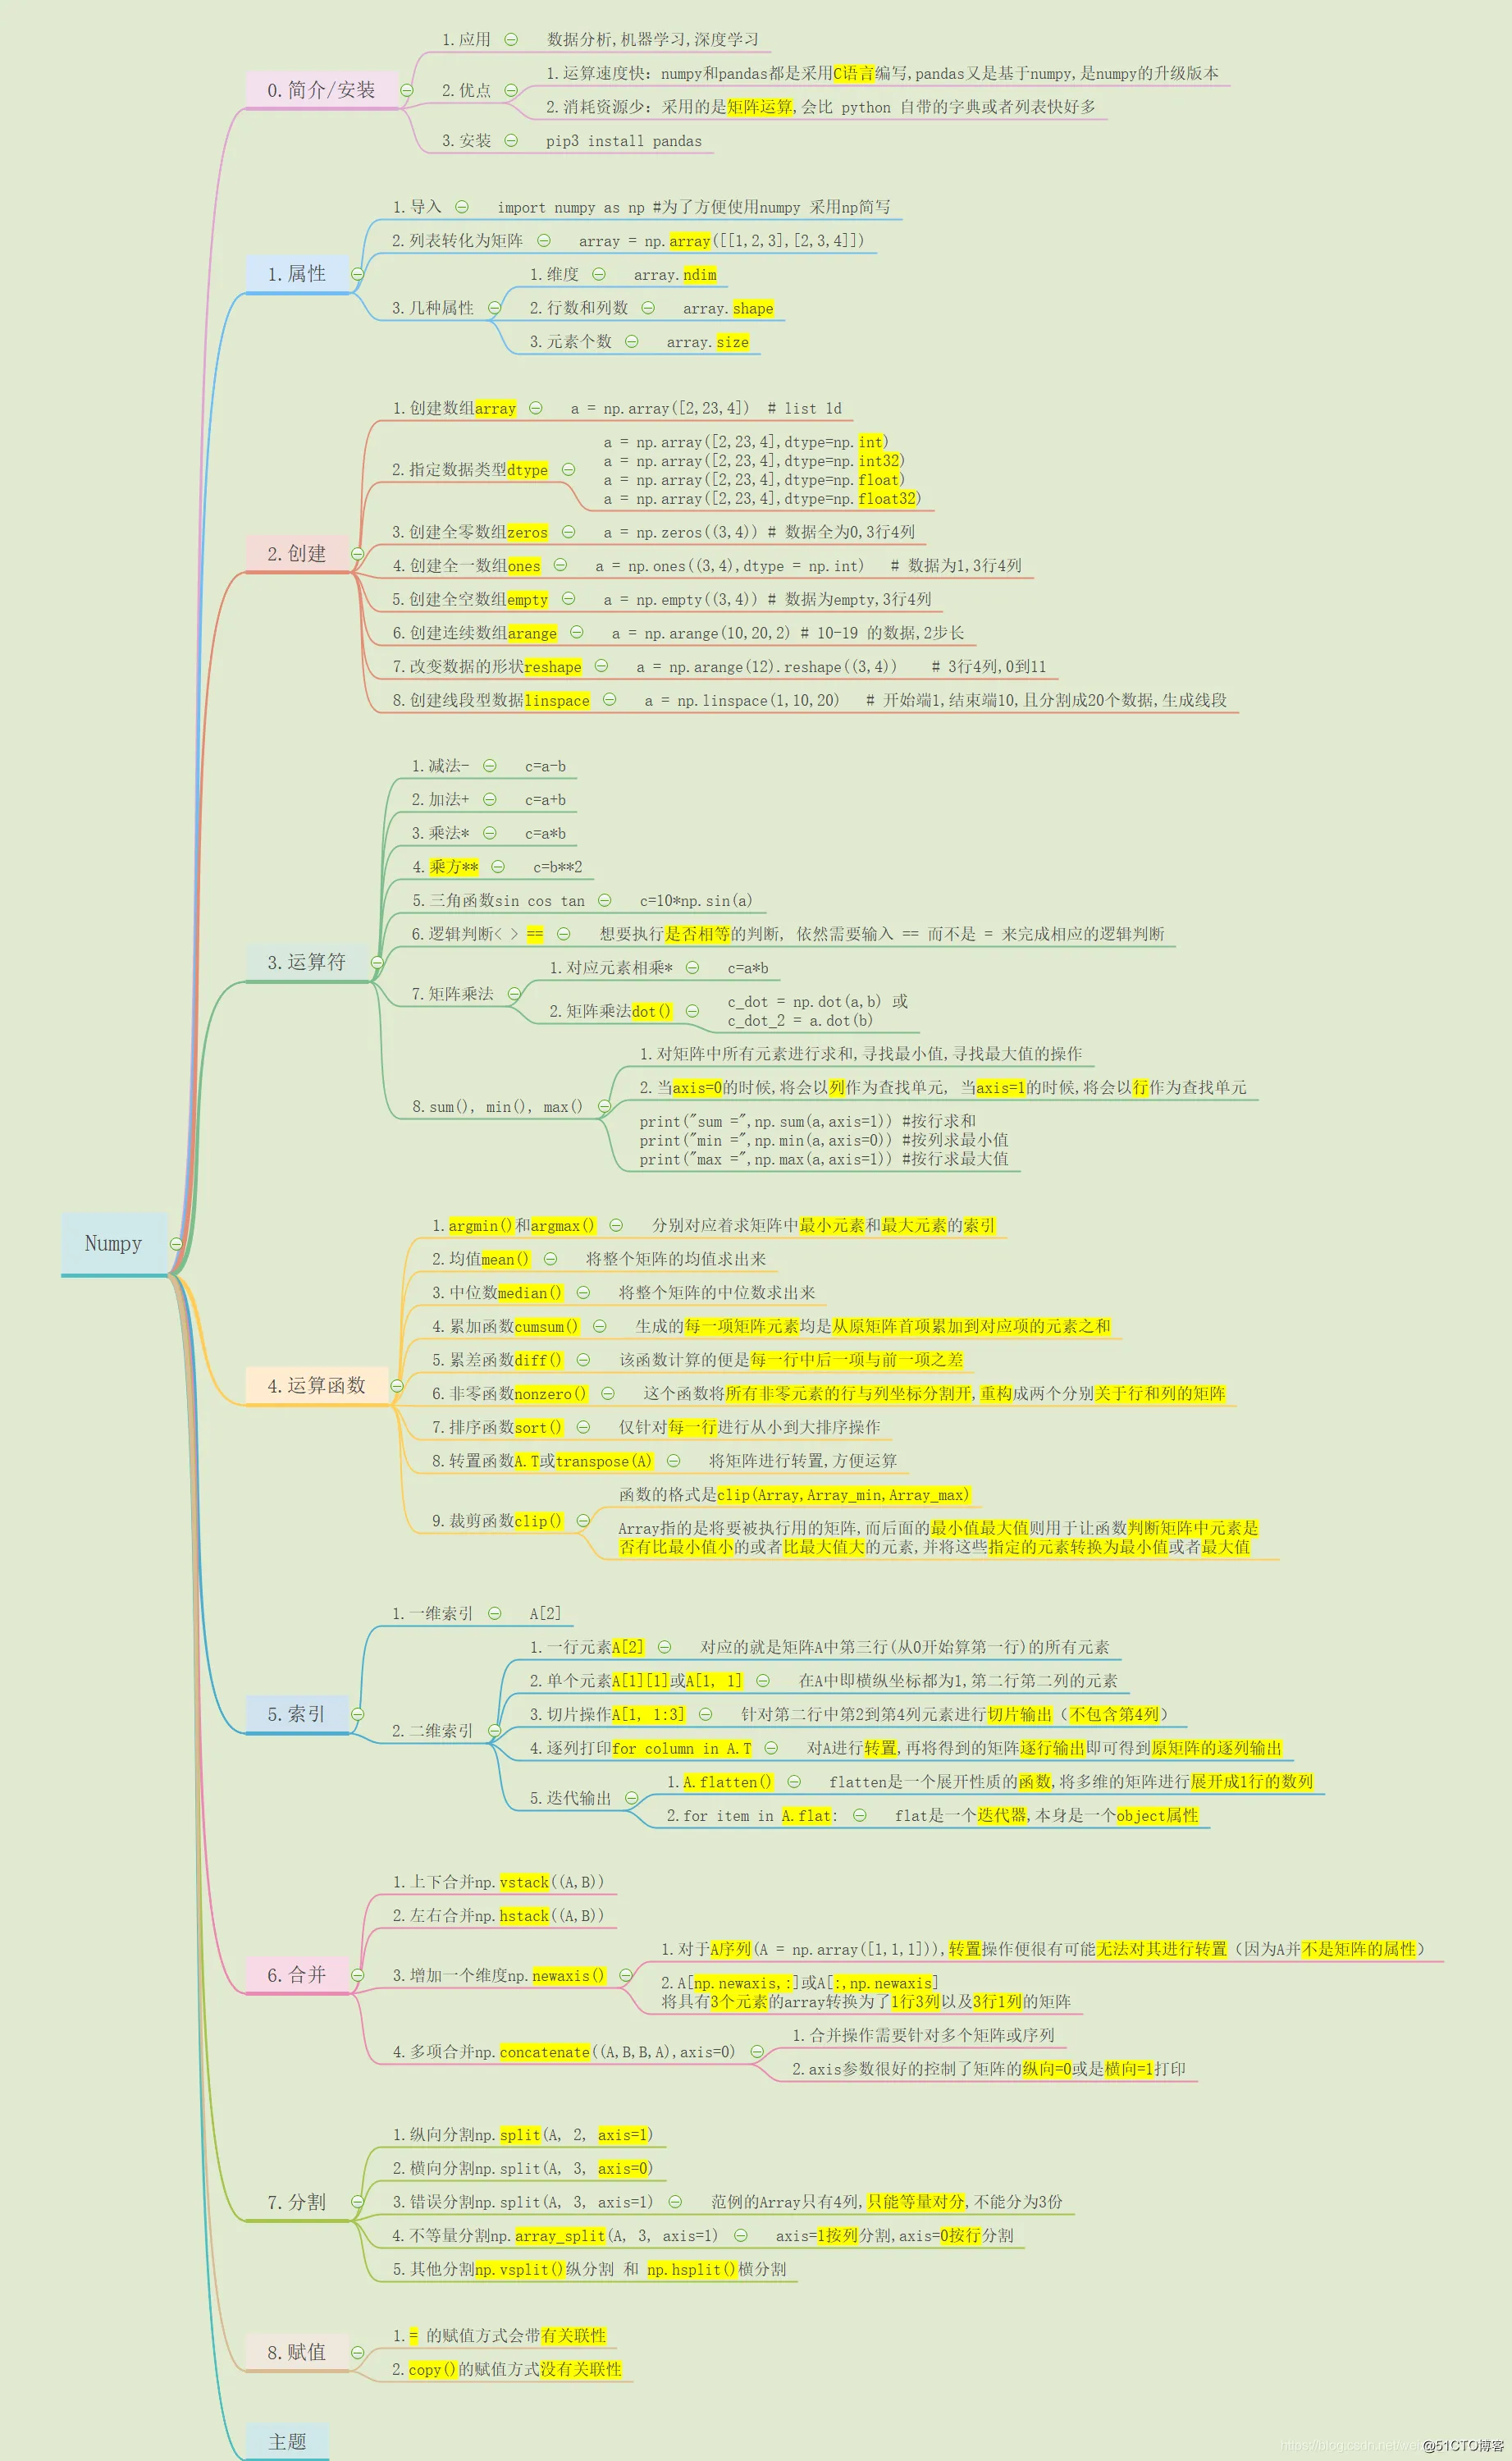 Numpy
0.简介/安装
1.应用
数据分析,机器学习,深度学习
2.优点
1.运算速度快：numpy和pandas都是采用C语言编写,pandas又是基于numpy,是numpy的升级版本
2.消耗资源少：采用的是矩阵运算,会比 python 自带的字典或者列表快好多
3.安装
pip3 install pandas
1.属性
1.导入
import numpy as np #为了方便使用numpy 采用np简写
2.列表转化为矩阵
array = np.array([[1,2,3],[2,3,4]])
3.几种属性
1.维度
array.ndim
2.行数和列数
array.shape
3.元素个数
array.size
2.创建
1.创建数组array
a = np.array([2,23,4])  # list 1d
2.指定数据类型dtype
a = np.array([2,23,4],dtype=np.int)
a = np.array([2,23,4],dtype=np.int32)
a = np.array([2,23,4],dtype=np.float)
a = np.array([2,23,4],dtype=np.float32)
3.创建全零数组zeros
a = np.zeros((3,4)) # 数据全为0,3行4列
4.创建全一数组ones
a = np.ones((3,4),dtype = np.int)   # 数据为1,3行4列
5.创建全空数组empty
a = np.empty((3,4)) # 数据为empty,3行4列
6.创建连续数组arange
a = np.arange(10,20,2) # 10-19 的数据,2步长
7.改变数据的形状reshape
a = np.arange(12).reshape((3,4))    # 3行4列,0到11
8.创建线段型数据linspace
a = np.linspace(1,10,20)   # 开始端1,结束端10,且分割成20个数据,生成线段
3.运算符
1.减法-
c=a-b
2.加法+
c=a+b
3.乘法*
c=a*b
4.乘方**
c=b**2
5.三角函数sin cos tan
c=10*np.sin(a)
6.逻辑判断< > ==
想要执行是否相等的判断, 依然需要输入 == 而不是 = 来完成相应的逻辑判断
7.矩阵乘法
1.对应元素相乘*
c=a*b
2.矩阵乘法dot()
c_dot = np.dot(a,b) 或
c_dot_2 = a.dot(b)
8.sum(), min(), max()
1.对矩阵中所有元素进行求和,寻找最小值,寻找最大值的操作
2.当axis=0的时候,将会以列作为查找单元, 当axis=1的时候,将会以行作为查找单元
print("sum =",np.sum(a,axis=1)) #按行求和
print("min =",np.min(a,axis=0)) #按列求最小值
print("max =",np.max(a,axis=1)) #按行求最大值
4.运算函数
1.argmin()和argmax()
分别对应着求矩阵中最小元素和最大元素的索引
2.均值mean()
将整个矩阵的均值求出来
3.中位数median()
将整个矩阵的中位数求出来
4.累加函数cumsum()
生成的每一项矩阵元素均是从原矩阵首项累加到对应项的元素之和
5.累差函数diff()
该函数计算的便是每一行中后一项与前一项之差
6.非零函数nonzero()
这个函数将所有非零元素的行与列坐标分割开,重构成两个分别关于行和列的矩阵
7.排序函数sort()
仅针对每一行进行从小到大排序操作
8.转置函数A.T或transpose(A)
将矩阵进行转置,方便运算
9.裁剪函数clip()
函数的格式是clip(Array,Array_min,Array_max)
Array指的是将要被执行用的矩阵,而后面的最小值最大值则用于让函数判断矩阵中元素是
否有比最小值小的或者比最大值大的元素,并将这些指定的元素转换为最小值或者最大值
5.索引
1.一维索引
A[2]
2.二维索引
1.一行元素A[2]
对应的就是矩阵A中第三行(从0开始算第一行)的所有元素
2.单个元素A[1][1]或A[1, 1]
在A中即横纵坐标都为1,第二行第二列的元素
3.切片操作A[1, 1:3]
针对第二行中第2到第4列元素进行切片输出（不包含第4列）
4.逐列打印for column in A.T
对A进行转置,再将得到的矩阵逐行输出即可得到原矩阵的逐列输出
5.迭代输出
1.A.flatten()
flatten是一个展开性质的函数,将多维的矩阵进行展开成1行的数列
2.for item in A.flat:
flat是一个迭代器,本身是一个object属性
6.合并
1.上下合并np.vstack((A,B))
2.左右合并np.hstack((A,B))
3.增加一个维度np.newaxis()
1.对于A序列(A = np.array([1,1,1])),转置操作便很有可能无法对其进行转置（因为A并不是矩阵的属性）
2.A[np.newaxis,:]或A[:,np.newaxis]
将具有3个元素的array转换为了1行3列以及3行1列的矩阵
4.多项合并np.concatenate((A,B,B,A),axis=0)
1.合并操作需要针对多个矩阵或序列
2.axis参数很好的控制了矩阵的纵向=0或是横向=1打印
7.分割
1.纵向分割np.split(A, 2, axis=1)
2.横向分割np.split(A, 3, axis=0)
3.错误分割np.split(A, 3, axis=1)
范例的Array只有4列,只能等量对分,不能分为3份
4.不等量分割np.array_split(A, 3, axis=1)
axis=1按列分割,axis=0按行分割
5.其他分割np.vsplit()纵分割 和 np.hsplit()横分割
8.赋值
1.= 的赋值方式会带有关联性
2.copy()的赋值方式没有关联性
主题
@51CTO博客